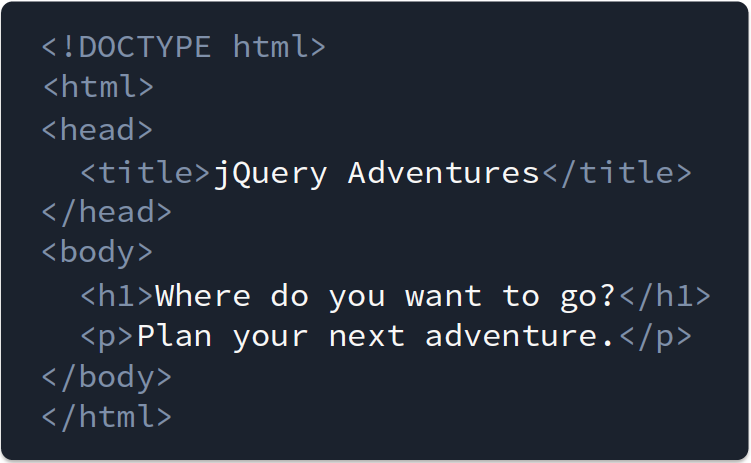 <!DOCTYPE html>
<html>
<head>
  <title>jQuery Adventures</title>
</head>
<body>
  <h1>Where do you want to go?</h1>
  <p>Plan your next adventure.</p>
</body>
</html>